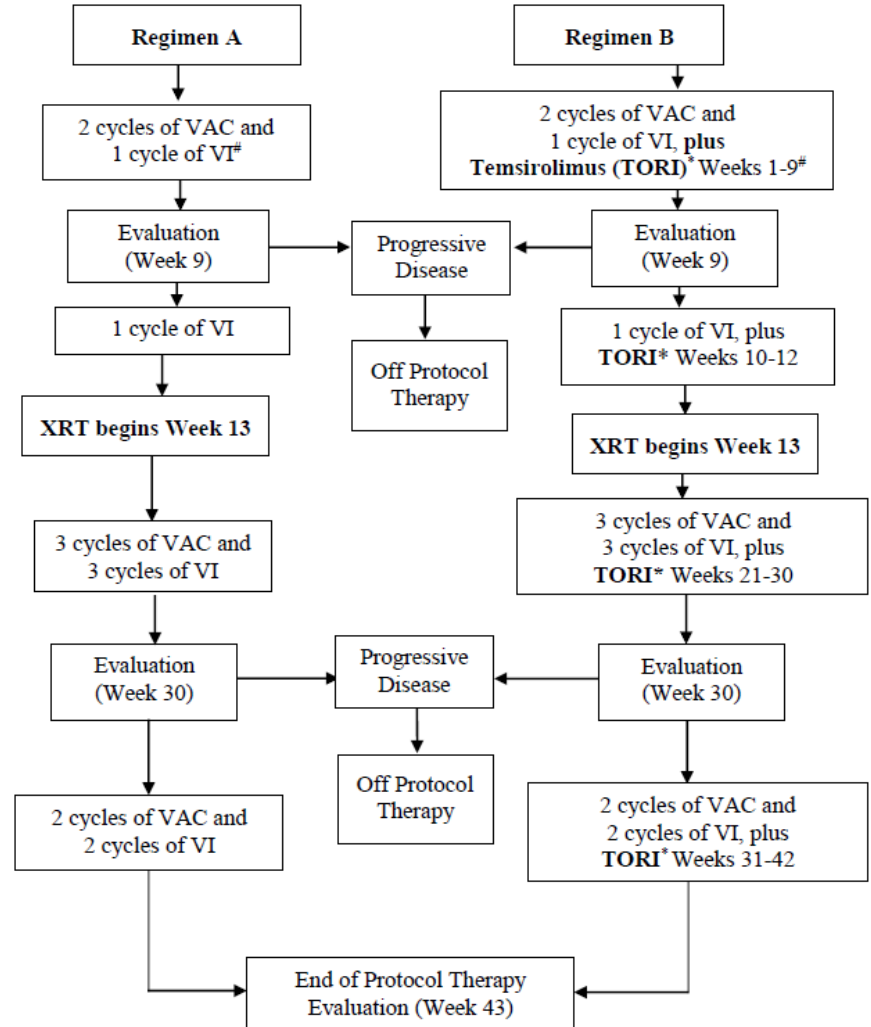 Regimen A
Regimen B
2 cycles of VAC and
1 cycle of VI#
2 cycles of VAC and
1 cycle of VI, plus
Temsirolimus (TORI)* Weeks 1-9#
Evaluation
(Week 9)
Progressive
Disease
Evaluation
(Week 9)
1 cycle of VI
Off Protocol
Therapy
1 cycle of VI, plus
TORI* Weeks 10-12
XRT begins Week 13
XRT begins Week 13
3 cycles of VAC and
3 cycles of VI
3 cycles of VAC and
3 cycles of VI, plus
TORI* Weeks 21-30
Evaluation
(Week 30)
Progressive
Disease
Evaluation
(Week 30)
2 cycles of VAC and
2 cycles of VI
Off Protocol
Therapy
2 cycles of VAC and
2 cycles of VI, plus
TORI* Weeks 31-42
End of Protocol Therapy
Evaluation (Week 43)